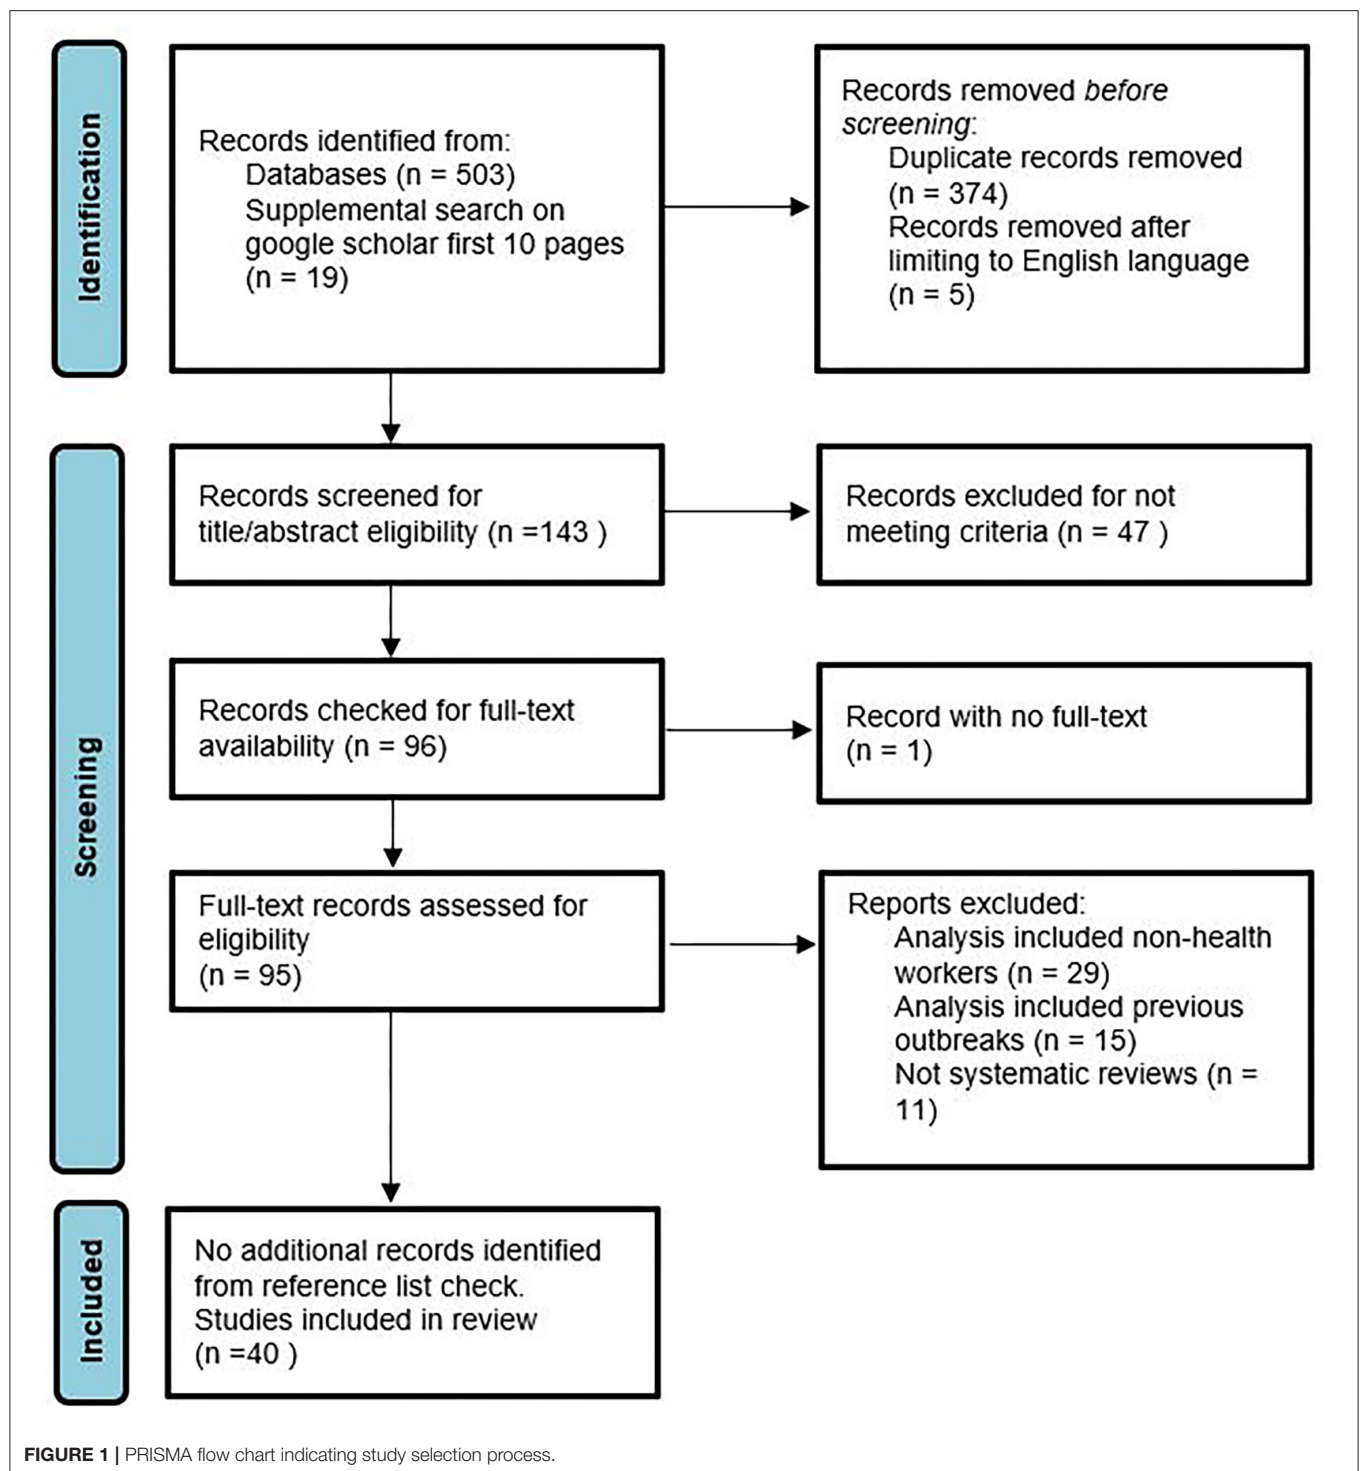 Identification
Records identified from:
Databases (n = 503)
Supplemental search on
google scholar first 10 pages
(n = 19)
Records removed before
screening:
Duplicate records removed
(n = 374)
Records removed after
limiting to English language
(n = 5)
Screening
Records screened for
title/abstract eligibility (n =143 )
Records excluded for not
meeting criteria (n = 47 )
Records checked for full-text
availability (n = 96)
Record with no full-text
(n = 1)
Full-text records assessed for
eligibility
(n = 95)
Reports excluded:
Analysis included non-health
workers (n = 29)
Analysis included previous
outbreaks (n = 15)
Not systematic reviews (n =
11)
Included
No additional records identified
from reference list check.
Studies included in review
(n =40 )
FIGURE 1 | PRISMA flow chart indicating study selection process.